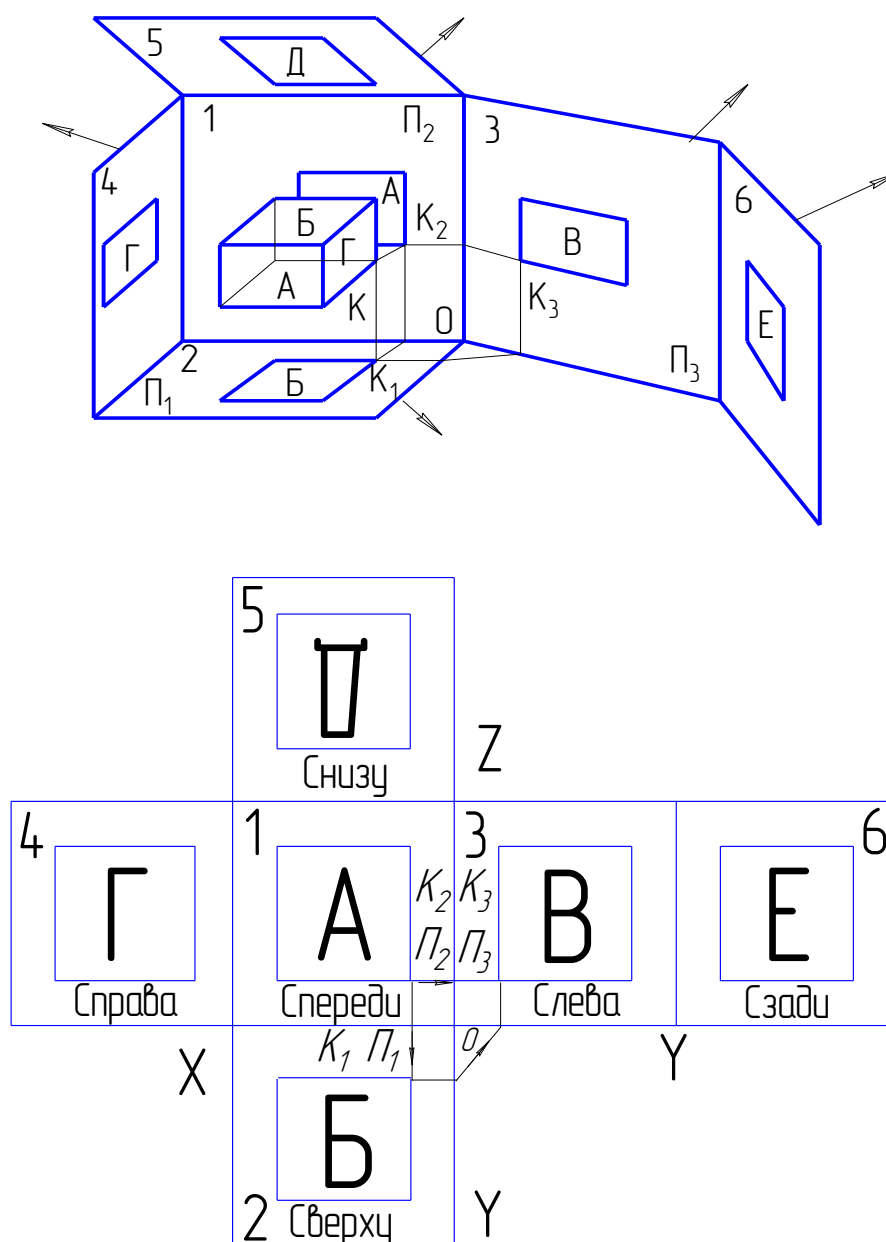 5 Д
1 П₂ 3
4 А 6
Б К₂
Г Г В
А
К К₃ Е
О
2
П₁ Б К₁ П₃
5
Д
Снизу Z
4 1 3 6
Г А К₂ К₃ В Е
П₂ П₃
Справа Спереди Слева Сзади
К₁ П₁ О
X Y
Б
2 Сверху Y